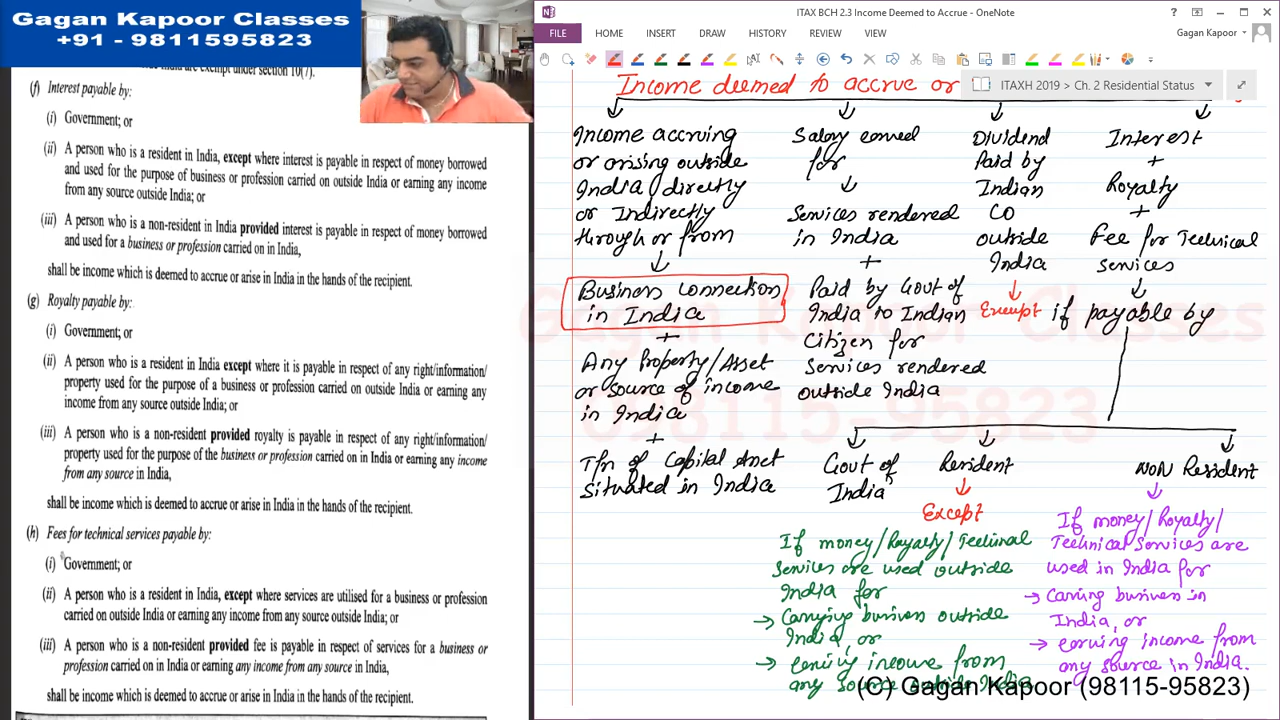 Gagan Kapoor Classes
+91 - 9811595823
are exempt under section 10(7).
(f) Interest payable by:
(i) Government; or
(ii) A person who is a resident in India, except where interest is payable in respect of money borrowed
and used for the purpose of business or profession carried on outside India or earning any income
from any source outside India; or
(iii) A person who is a non-resident in India provided interest is payable in respect of money borrowed
and used for a business or profession carried on in India,
shall be income which is deemed to accrue or arise in India in the hands of the recipient.
(g) Royalty payable by:
(i) Government; or
(ii) A person who is a resident in India except where it is payable in respect of any right/information/
property used for the purpose of a business or profession carried on outside India or earning any
income from any source outside India; or
(iii) A person who is a non-resident provided royalty is payable in respect of any right/information/
property used for the purpose of the business or profession carried on in India or earning any income
from any source in India,
shall be income which is deemed to accrue or arise in India in the hands of the recipient.
(h) Fees for technical services payable by:
(i) Government; or
(ii) A person who is a resident in India, except where services are utilised for a business or profession
carried on outside India or earning any income from any source outside India; or
(iii) A person who is a non-resident provided fee is payable in respect of services for a business or
profession carried on in India or earning any income from any source in India,
shall be income which is deemed to accrue or arise in India in the hands of the recipient.
ITAX BCH 2.3 Income Deemed to Accrue - OneNote
FILE HOME INSERT DRAW HISTORY REVIEW VIEW
Gagan Kapoor
ITAXH 2019 > Ch. 2 Residential Status
Income deemed to accrue or
Income accruing
or arising outside
India directly
or Indirectly
through or from
Business connection
in India
+
Any Property/Asset
or source of income
in India
+
Tfn of Capital Asset
situated in India
Salary earned
for
Services rendered
in India
+
Paid by Govt of
India to Indian
Citizen for
Services rendered
outside India
Dividend
Paid by
Indian
CO
outside
India
Exempt
Interest
+
Royalty
+
Fee for Technical
Services
if payable by
Govt of
India
Resident
Except
If money/Royalty/Technical
Services are used outside
India for
→ Carrying business outside
India, or
→ earning income from
any source outside India
NON Resident
If money/Royalty/
Technical Services are
used in India for
→ Carring business in
India, or
→ earning income from
any source in India.
Gagan Kapoor Classes
98115-95823
(C) Gagan Kapoor (98115-95823)